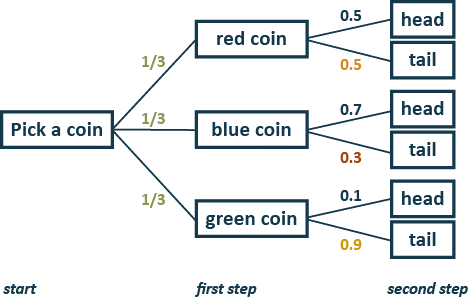 Pick a coin
1/3
1/3
1/3
red coin
blue coin
green coin
0.5
head
0.5
tail
0.7
head
0.3
tail
0.1
head
0.9
tail
start
first step
second step